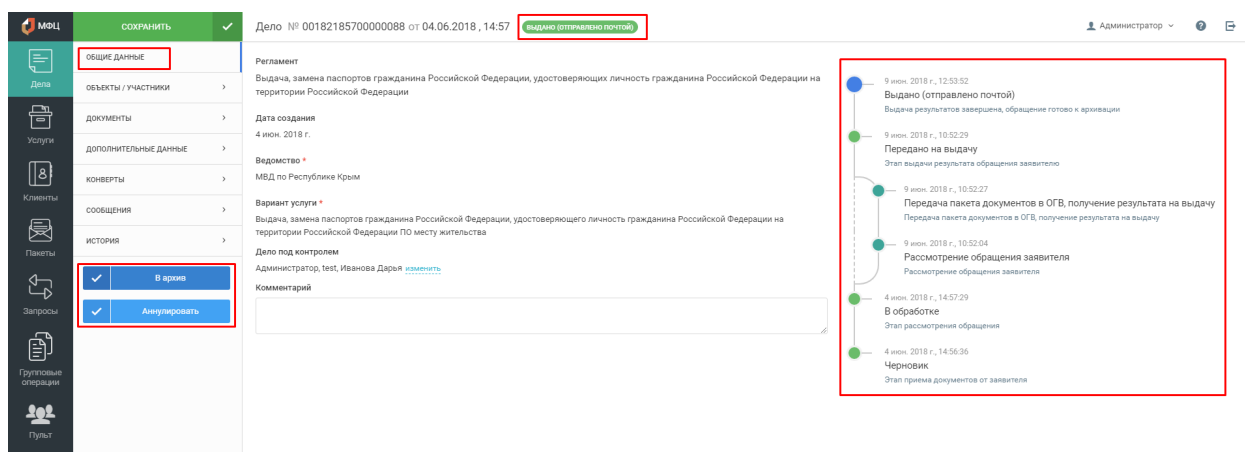 МФЦ
СОХРАНИТЬ
Дело № 00182185700000088 от 04.06.2018 , 14:57
ВЫДАНО (ОТПРАВЛЕНО ПОЧТОЙ)
Администратор
Дела
Услуги
Клиенты
Пакеты
Запросы
Групповые
операции
Пульт
ОБЩИЕ ДАННЫЕ
ОБЪЕКТЫ / УЧАСТНИКИ
ДОКУМЕНТЫ
ДОПОЛНИТЕЛЬНЫЕ ДАННЫЕ
КОНВЕРТЫ
СООБЩЕНИЯ
ИСТОРИЯ
В архив
Аннулировать
Регламент
Выдача, замена паспортов гражданина Российской Федерации, удостоверяющих личность гражданина Российской Федерации на
территории Российской Федерации
Дата создания
4 июн. 2018 г.
Ведомство *
МВД по Республике Крым
Вариант услуги *
Выдача, замена паспортов гражданина Российской Федерации, удостоверяющего личность гражданина Российской Федерации на
территории Российской Федерации ПО месту жительства
Дело под контролем
Администратор, test, Иванова Дарья изменить
Комментарий
9 июн. 2018 г., 12:53:52
Выдано (отправлено почтой)
Выдача результатов завершена, обращение готово к архивации
9 июн. 2018 г., 10:52:29
Передано на выдачу
Этап выдачи результата обращения заявителю
9 июн. 2018 г., 10:52:27
Передача пакета документов в ОГВ, получение результата на выдачу
Передача пакета документов в ОГВ, получение результата на выдачу
9 июн. 2018 г., 10:52:04
Рассмотрение обращения заявителя
Рассмотрение обращения заявителя
4 июн. 2018 г., 14:57:29
В обработке
Этап рассмотрения обращения
4 июн. 2018 г., 14:56:36
Черновик
Этап приема документов от заявителя